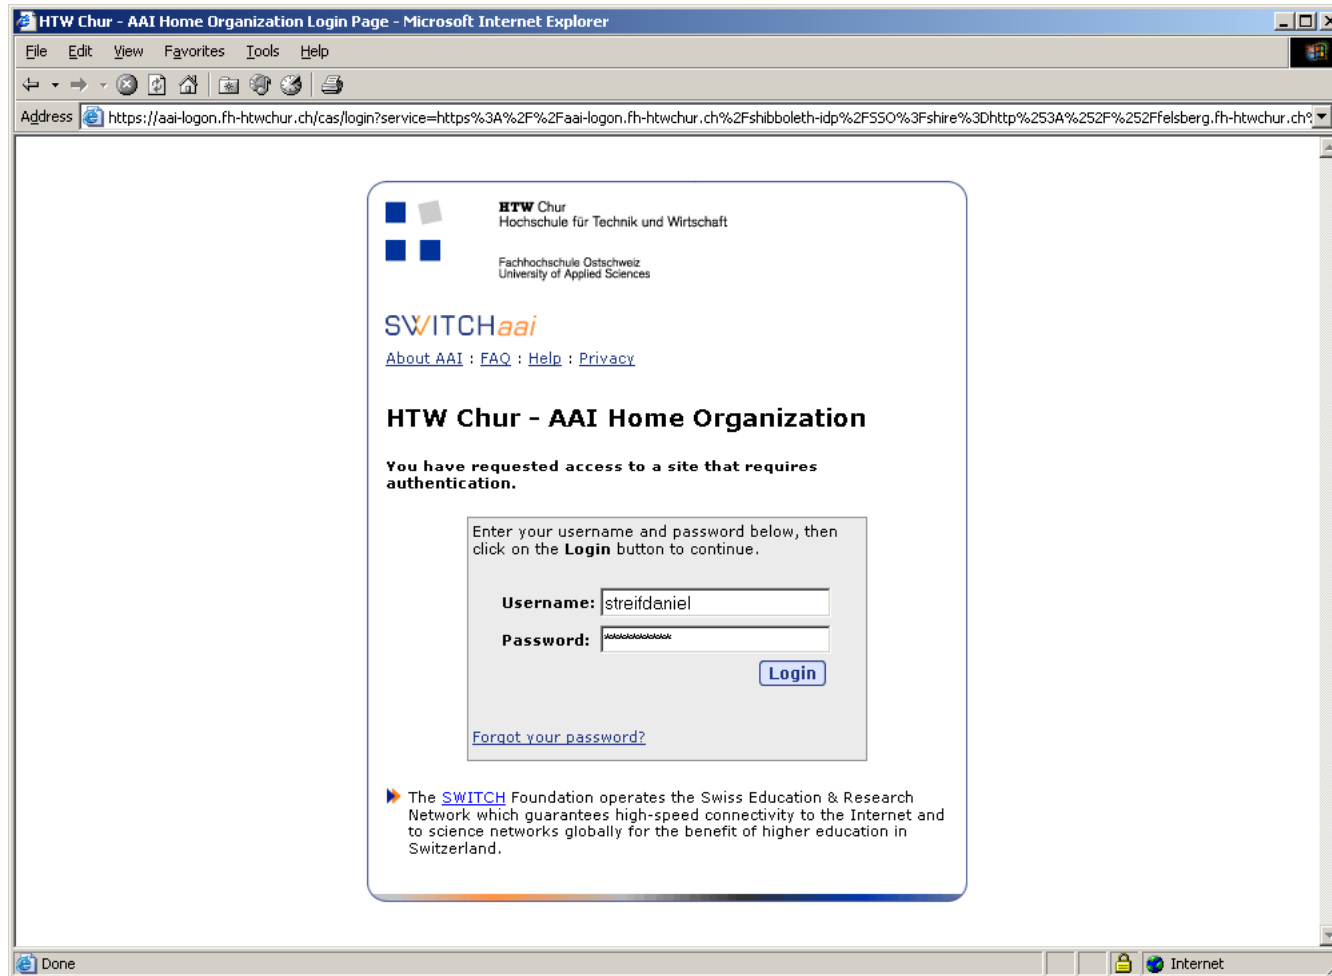 HTW Chur - AAI Home Organization Login Page - Microsoft Internet Explorer
File Edit View Favorites Tools Help
Address https://aai-logon.fh-htwchur.ch/cas/login?service=https%3A%2F%2Faai-logon.fh-htwchur.ch%2Fshibboleth-idp%2FSSO%3Fshire%3Dhttp%253A%252F%252Ffelsberg.fh-htwchur.ch%
HTW Chur
Hochschule für Technik und Wirtschaft
Fachhochschule Ostschweiz
University of Applied Sciences
SWITCHaai
About AAI : FAQ : Help : Privacy
HTW Chur - AAI Home Organization
You have requested access to a site that requires
authentication.
Enter your username and password below, then
click on the Login button to continue.
Username: streifdaniel
Password: ************
Login
Forgot your password?
The SWITCH Foundation operates the Swiss Education & Research
Network which guarantees high-speed connectivity to the Internet and
to science networks globally for the benefit of higher education in
Switzerland.
Done Internet